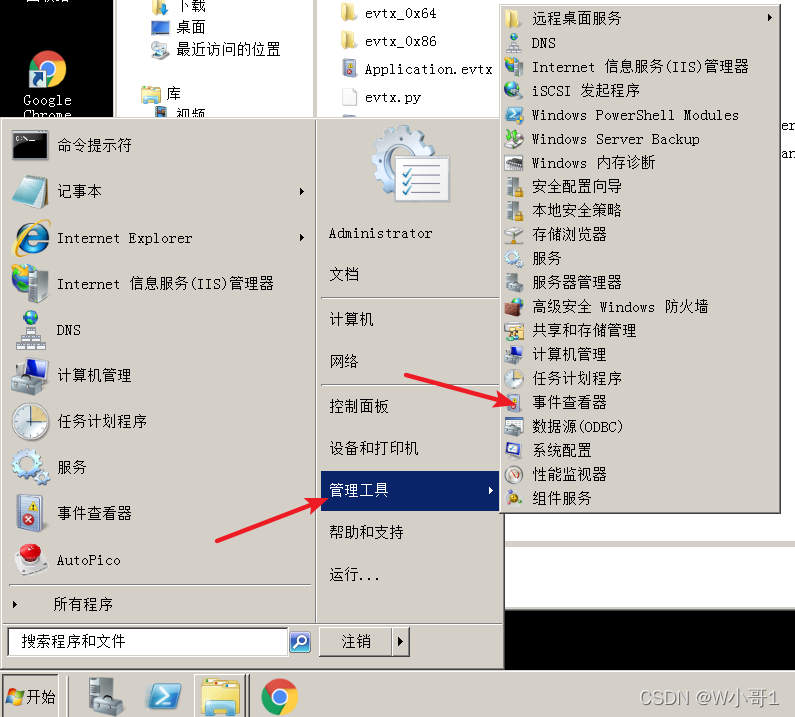 下载
桌面
最近访问的位置
库
视频
Google
Chrome
evtx_0x64
evtx_0x86
Application.evtx
evtx.py
命令提示符
记事本
Internet Explorer
Internet 信息服务(IIS)管理器
DNS
计算机管理
任务计划程序
服务
事件查看器
AutoPico
所有程序
搜索程序和文件
Administrator
文档
计算机
网络
控制面板
设备和打印机
管理工具
帮助和支持
运行...
注销
远程桌面服务
DNS
Internet 信息服务(IIS)管理器
iSCSI 发起程序
Windows PowerShell Modules
Windows Server Backup
Windows 内存诊断
安全配置向导
本地安全策略
存储浏览器
服务
服务器管理器
高级安全 Windows 防火墙
共享和存储管理
计算机管理
任务计划程序
事件查看器
数据源(ODBC)
系统配置
性能监视器
组件服务
开始
CSDN @W小哥1